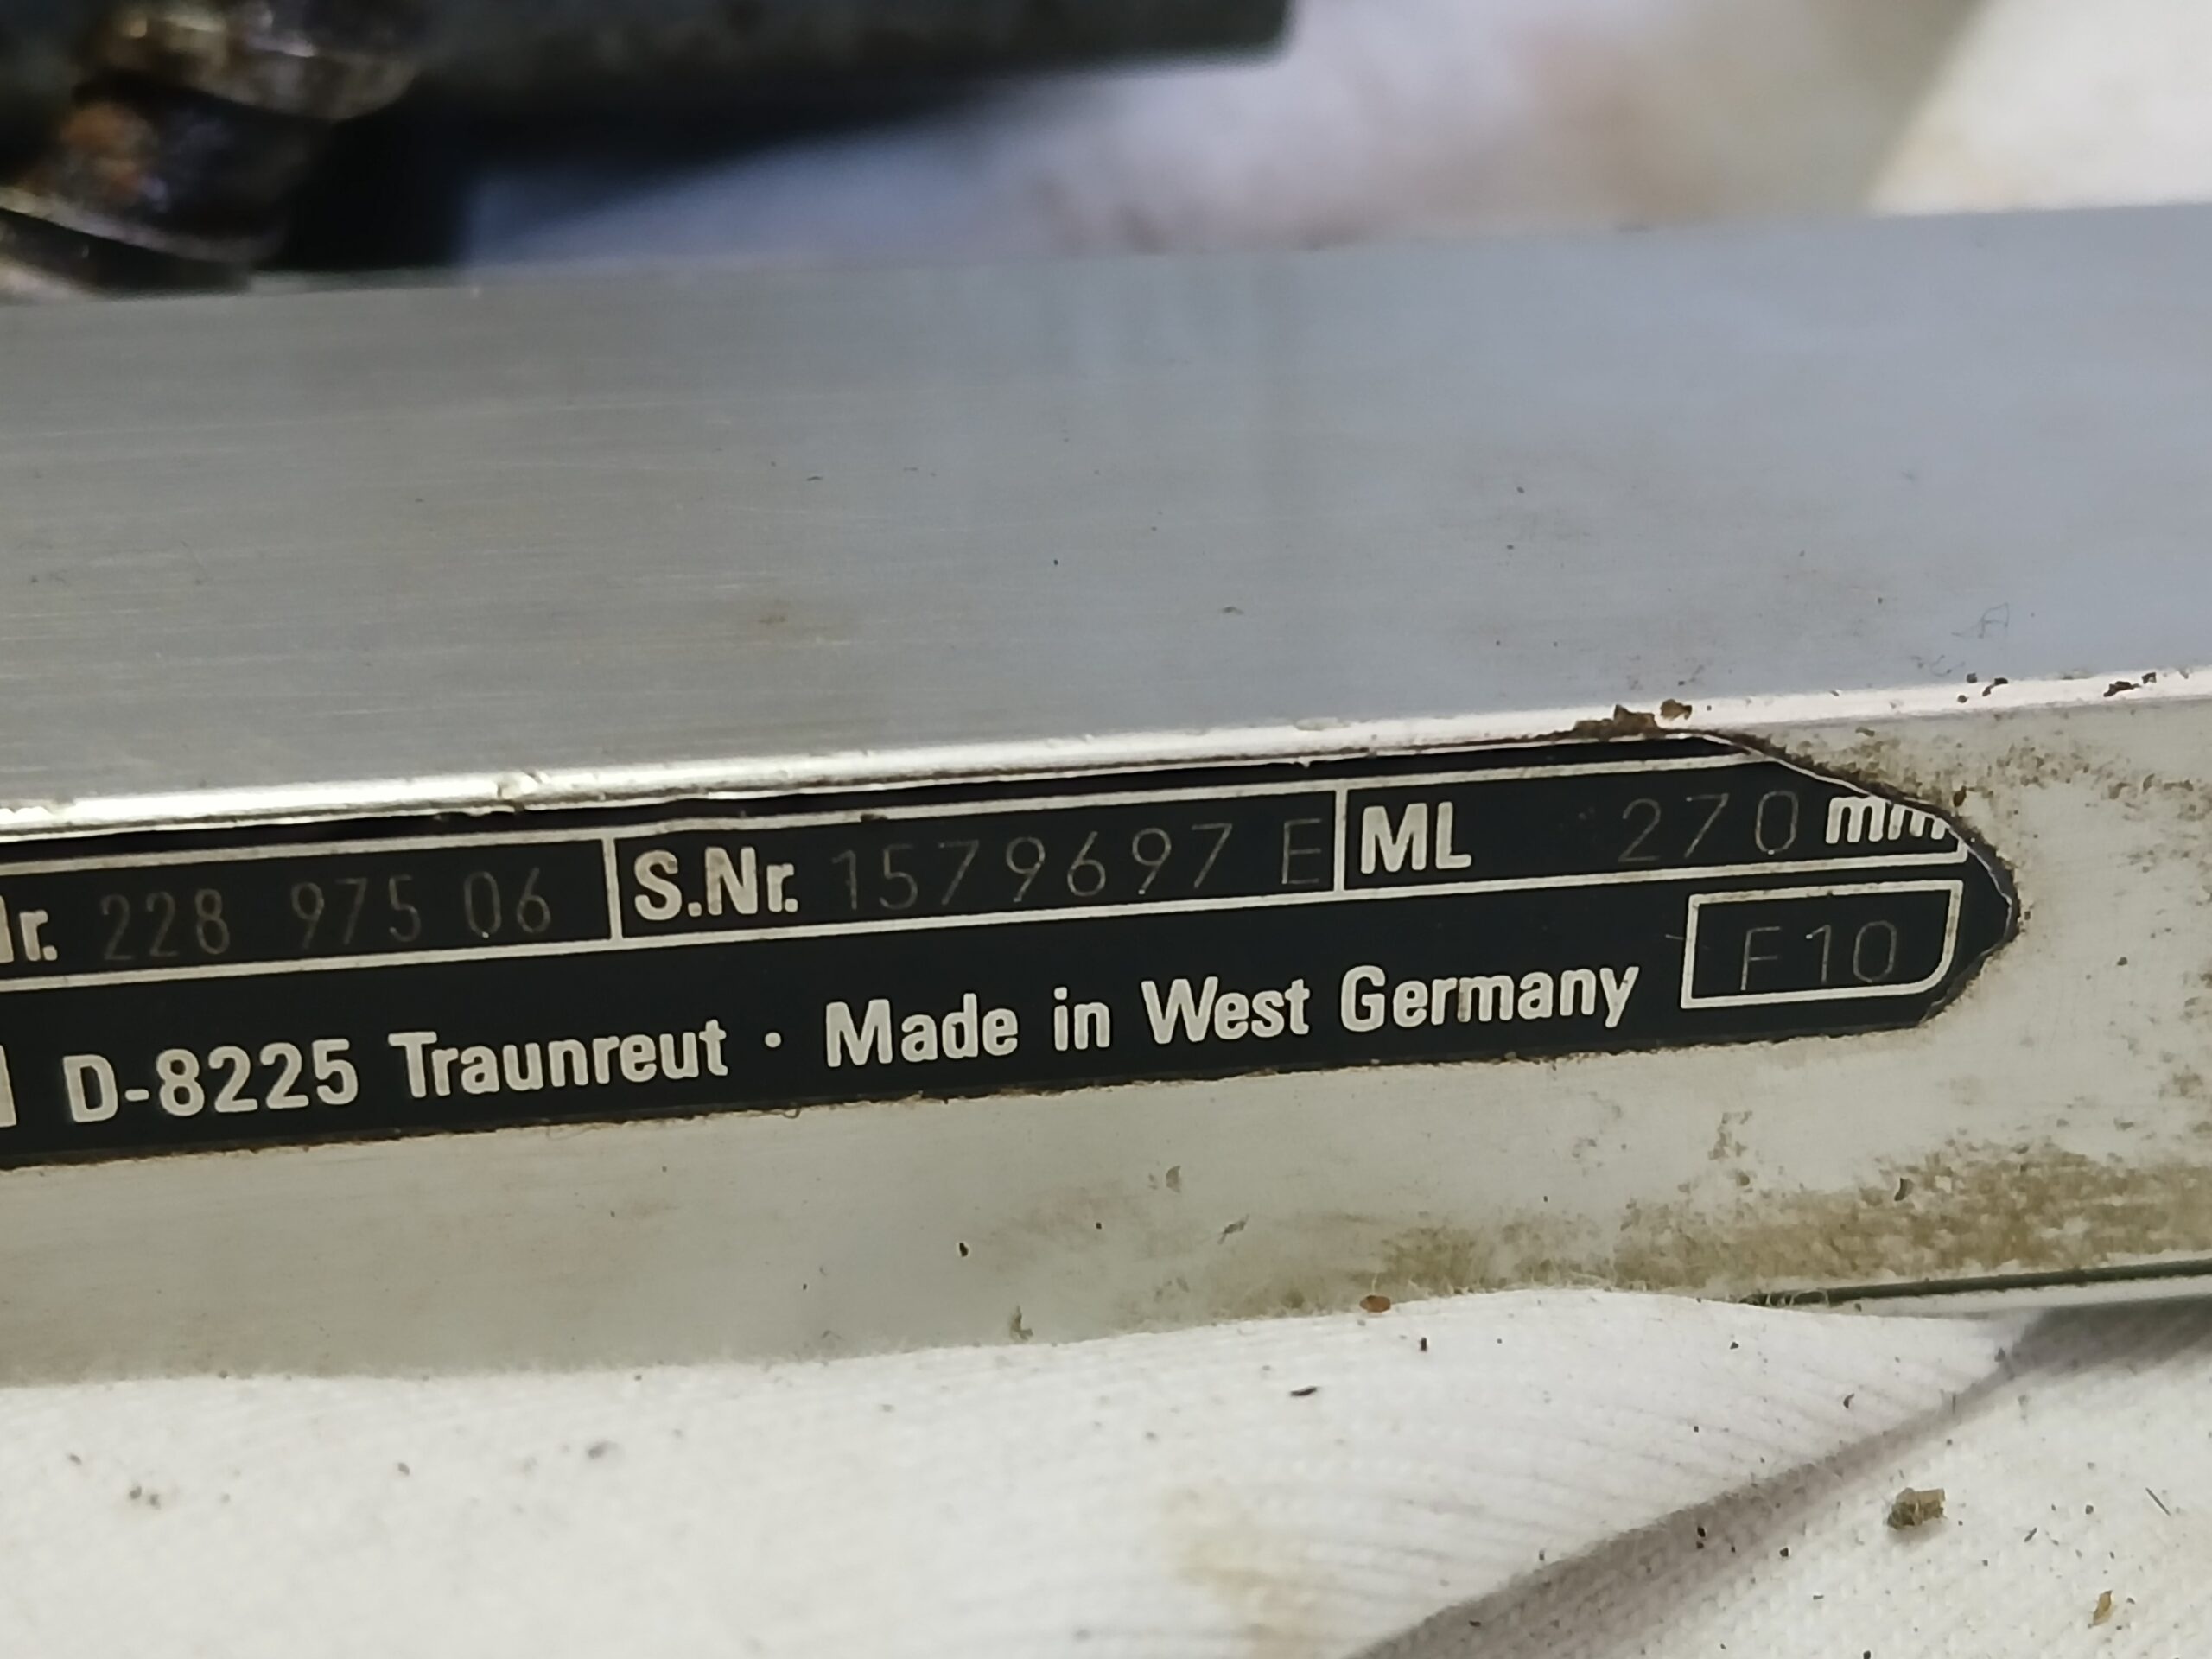 r. 228 975 06 S.Nr. 1579697 E ML 270 mm
D-8225 Traunreut · Made in West Germany F10